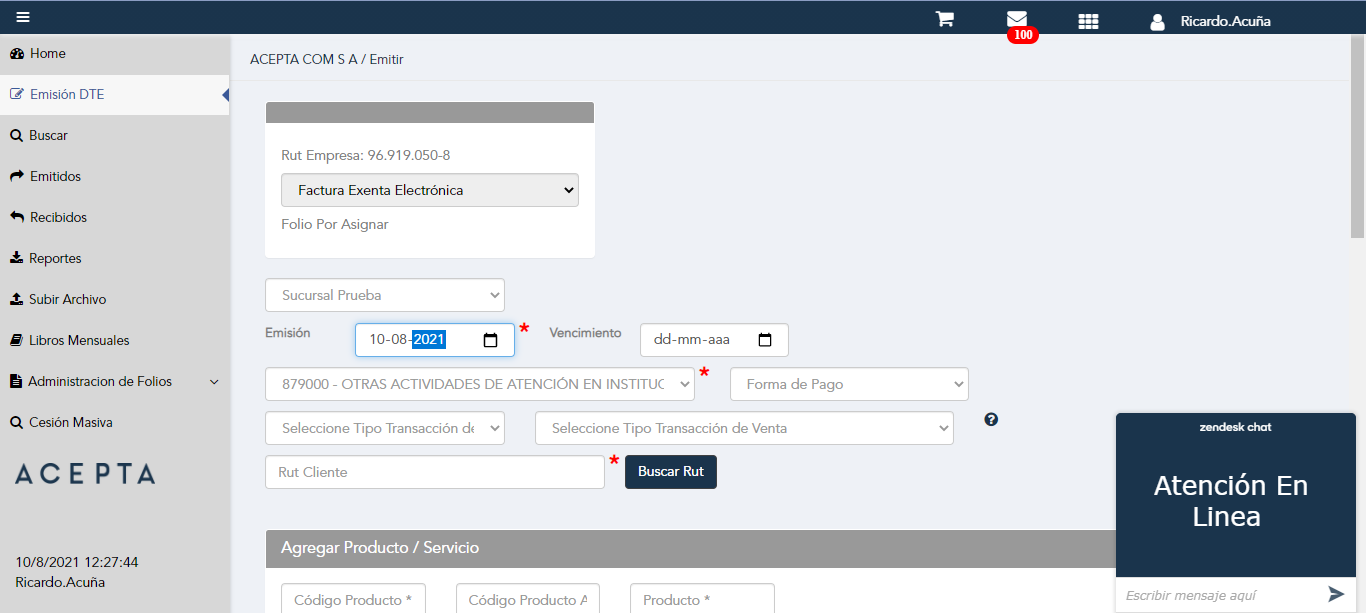 Ricardo.Acuña
100
Home
Emisión DTE
Buscar
Emitidos
Recibidos
Reportes
Subir Archivo
Libros Mensuales
Administracion de Folios
Cesión Masiva
ACEPTA
10/8/2021 12:27:44
Ricardo.Acuña
ACEPTA COM S A / Emitir
Rut Empresa: 96.919.050-8
Factura Exenta Electrónica
Folio Por Asignar
Sucursal Prueba
Emisión 10-08-2021 * Vencimiento dd-mm-aaa
879000 - OTRAS ACTIVIDADES DE ATENCIÓN EN INSTITUC * Forma de Pago
Seleccione Tipo Transacción de Seleccione Tipo Transacción de Venta ?
Rut Cliente * Buscar Rut
Agregar Producto / Servicio
Código Producto * Código Producto A Producto *
zendesk chat
Atención En
Linea
Escribir mensaje aquí